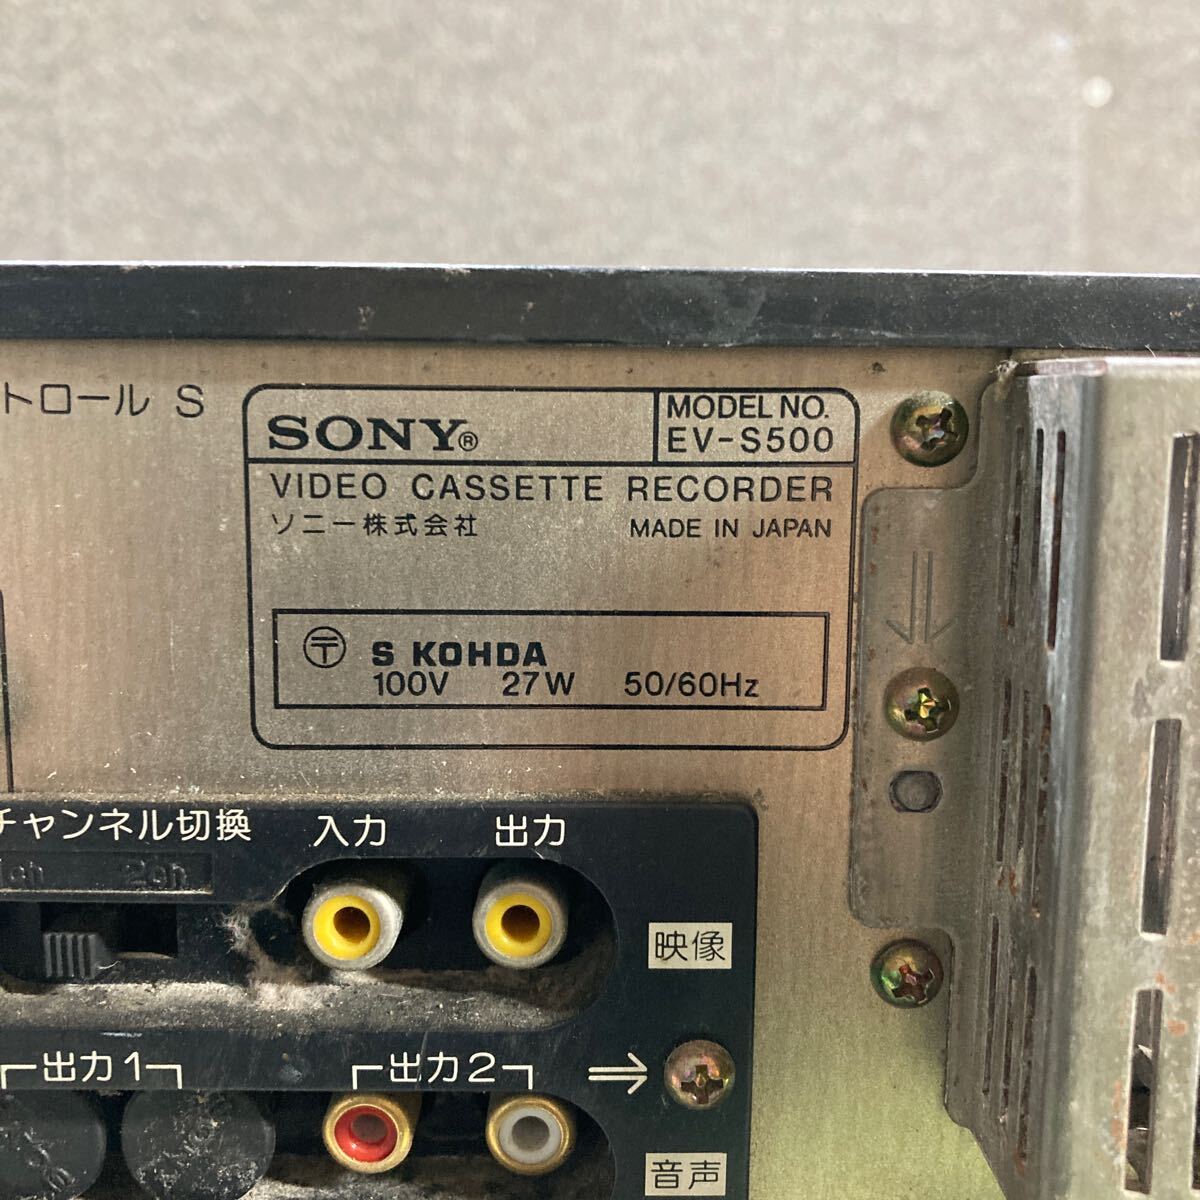 トロール S
SONY®
MODEL NO.
EV-S500
VIDEO CASSETTE RECORDER
ソニー株式会社 MADE IN JAPAN
〒 S KOHDA
100V 27W 50/60Hz
チャンネル切換
入力 出力
2ch
映像
出力1 出力2 ⇒
音声